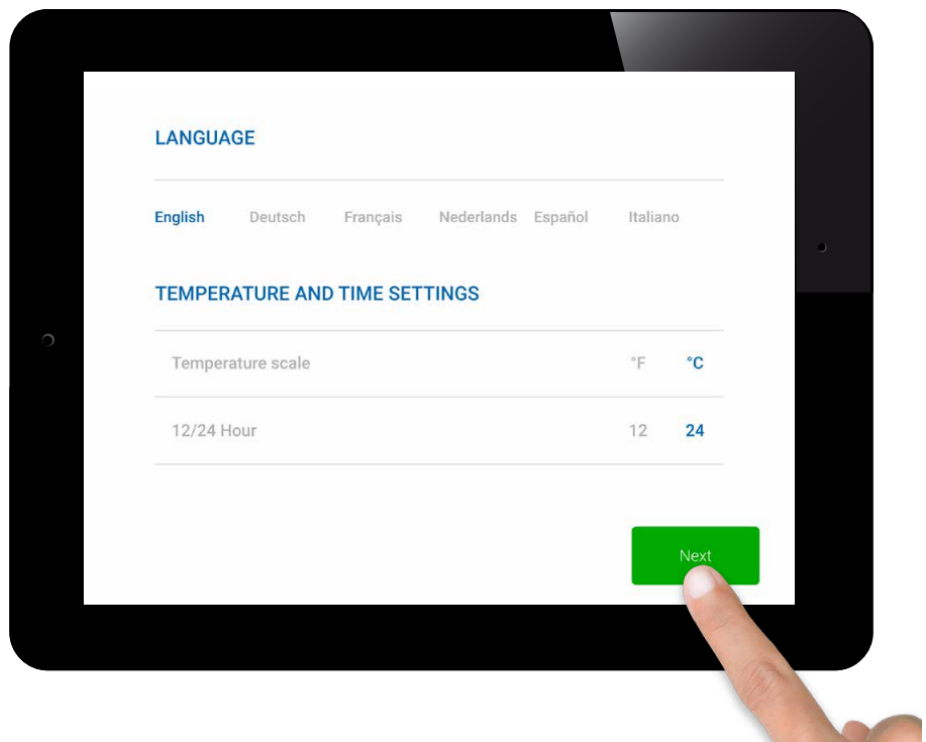 LANGUAGE
English Deutsch Français Nederlands Español Italiano
TEMPERATURE AND TIME SETTINGS
Temperature scale °F °C
12/24 Hour 12 24
Next